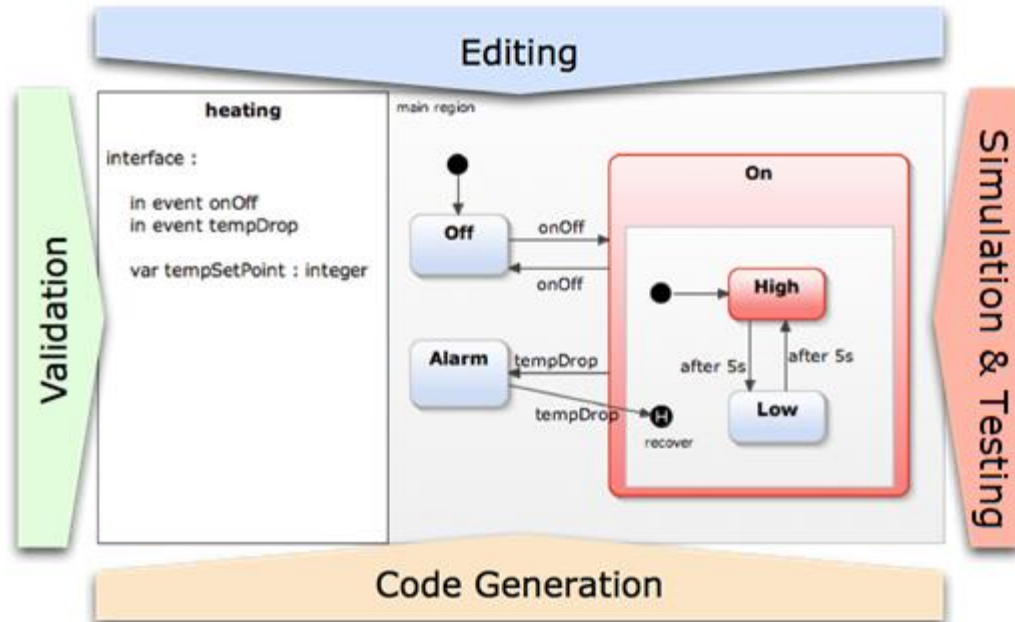 Editing
Validation
heating
interface :
in event onOff
in event tempDrop
var tempSetPoint : integer
main region
Off
onOff
onOff
Alarm
tempDrop
tempDrop
On
High
after 5s
after 5s
Low
H
recover
Simulation & Testing
Code Generation